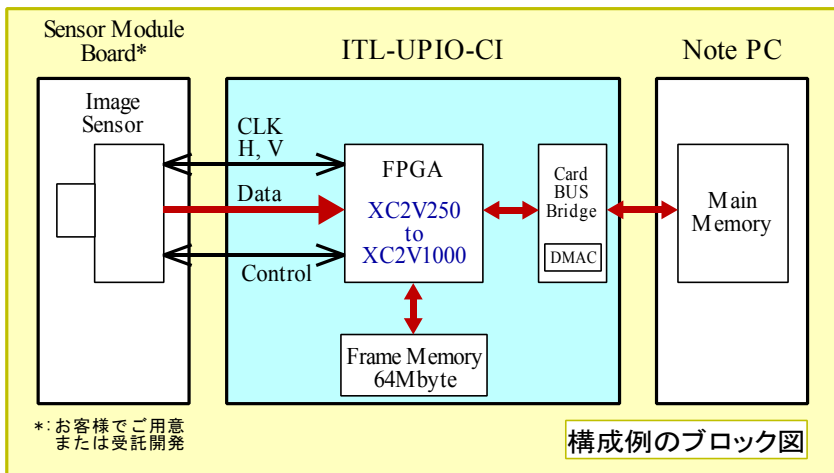 Sensor Module
Board*
ITL-UPIO-CI
Note PC
Image
Sensor
CLK
H, V
Data
Control
FPGA
XC2V250
to
XC2V1000
Card
BUS
Bridge
DMAC
Main
Memory
Frame Memory
64Mbyte
*:お客様でご用意
または受託開発
構成例のブロック図